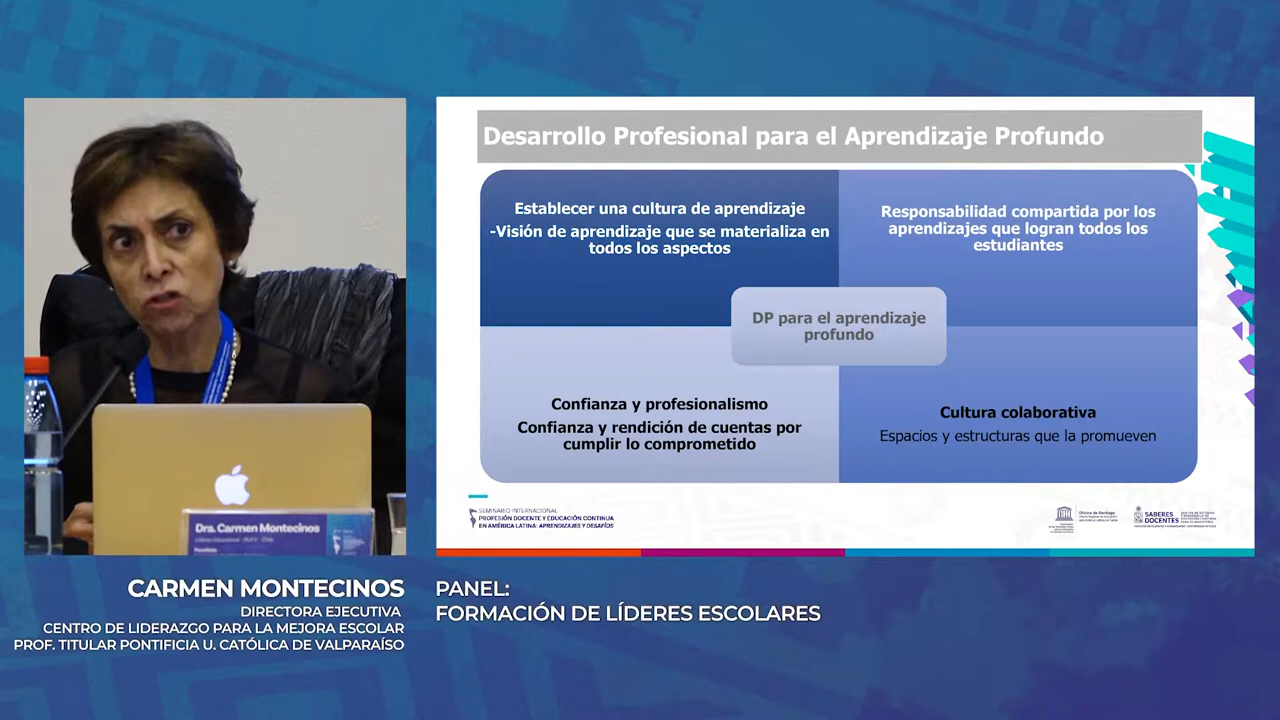 Desarrollo Profesional para el Aprendizaje Profundo
Establecer una cultura de aprendizaje
-Visión de aprendizaje que se materializa en
todos los aspectos
Responsabilidad compartida por los
aprendizajes que logran todos los
estudiantes
DP para el aprendizaje
profundo
Confianza y profesionalismo
Confianza y rendición de cuentas por
cumplir lo comprometido
Cultura colaborativa
Espacios y estructuras que la promueven
SEMINARIO INTERNACIONAL
PROFESIÓN DOCENTE Y EDUCACIÓN CONTINUA
EN AMÉRICA LATINA: APRENDIZAJES Y DESAFÍOS
Oficina de Santiago
SABERES
DOCENTES
Dra. Carmen Montecinos
CARMEN MONTECINOS
DIRECTORA EJECUTIVA
CENTRO DE LIDERAZGO PARA LA MEJORA ESCOLAR
PROF. TITULAR PONTIFICIA U. CATÓLICA DE VALPARAÍSO
PANEL:
FORMACIÓN DE LÍDERES ESCOLARES